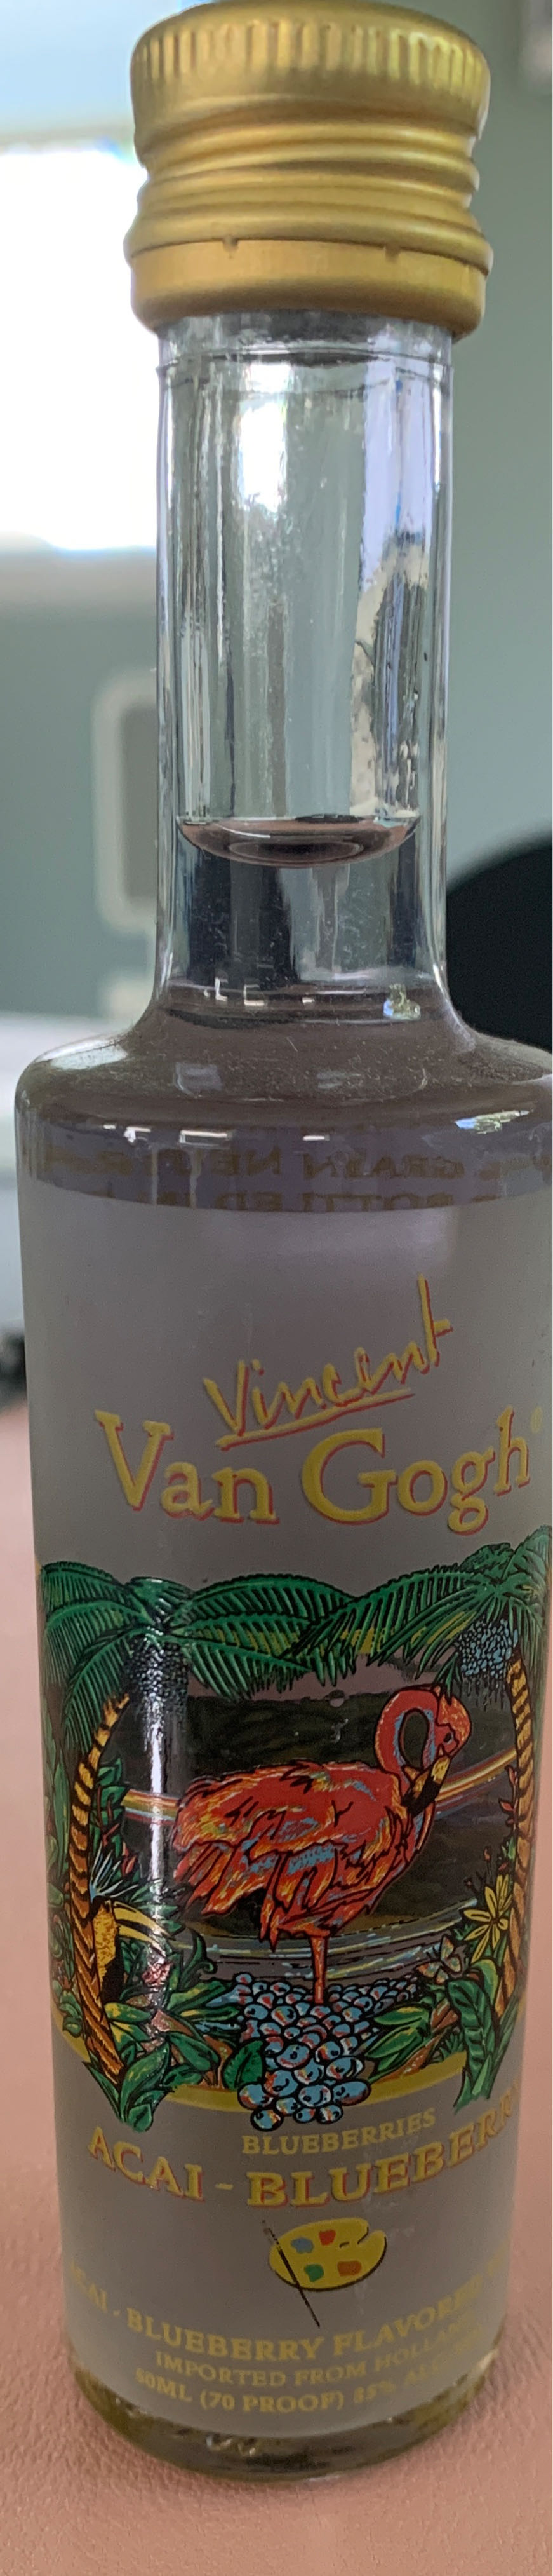 Vincent
Van Gogh®
BLUEBERRIES
ACAI - BLUEBERR
ACAI - BLUEBERRY FLAVORED
IMPORTED FROM HOLLAND
50ML (70 PROOF) 35% ALC